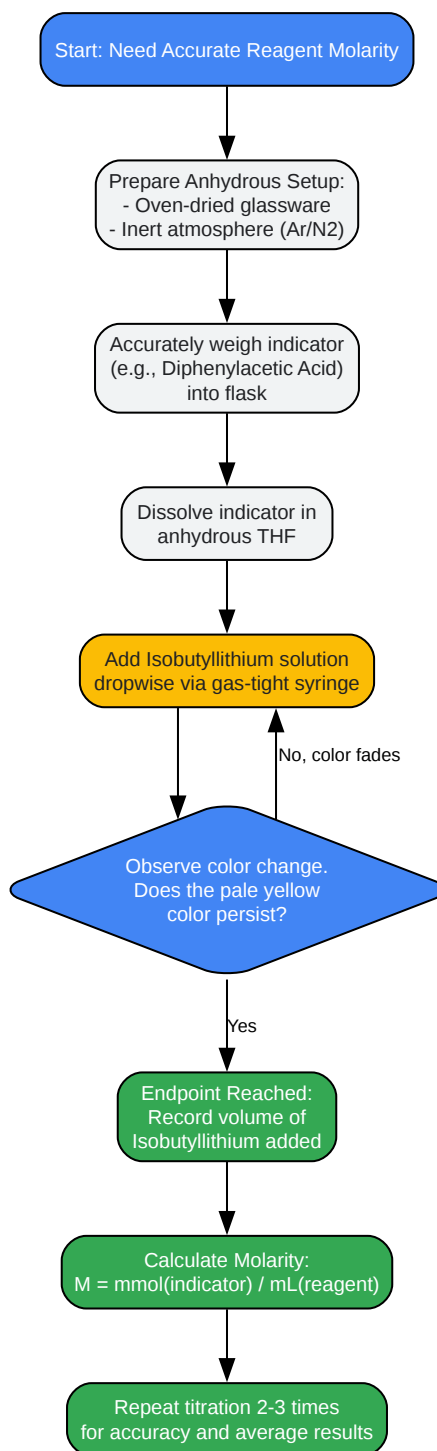 Start: Need Accurate Reagent Molarity
Prepare Anhydrous Setup:
- Oven-dried glassware
- Inert atmosphere (Ar/N2)
Accurately weigh indicator
(e.g., Diphenylacetic Acid)
into flask
Dissolve indicator in
anhydrous THF
Add Isobutyllithium solution
dropwise via gas-tight syringe
No, color fades
Observe color change.
Does the pale yellow
color persist?
Yes
Endpoint Reached:
Record volume of
Isobutyllithium added
Calculate Molarity:
M = mmol(indicator) / mL(reagent)
Repeat titration 2-3 times
for accuracy and average results